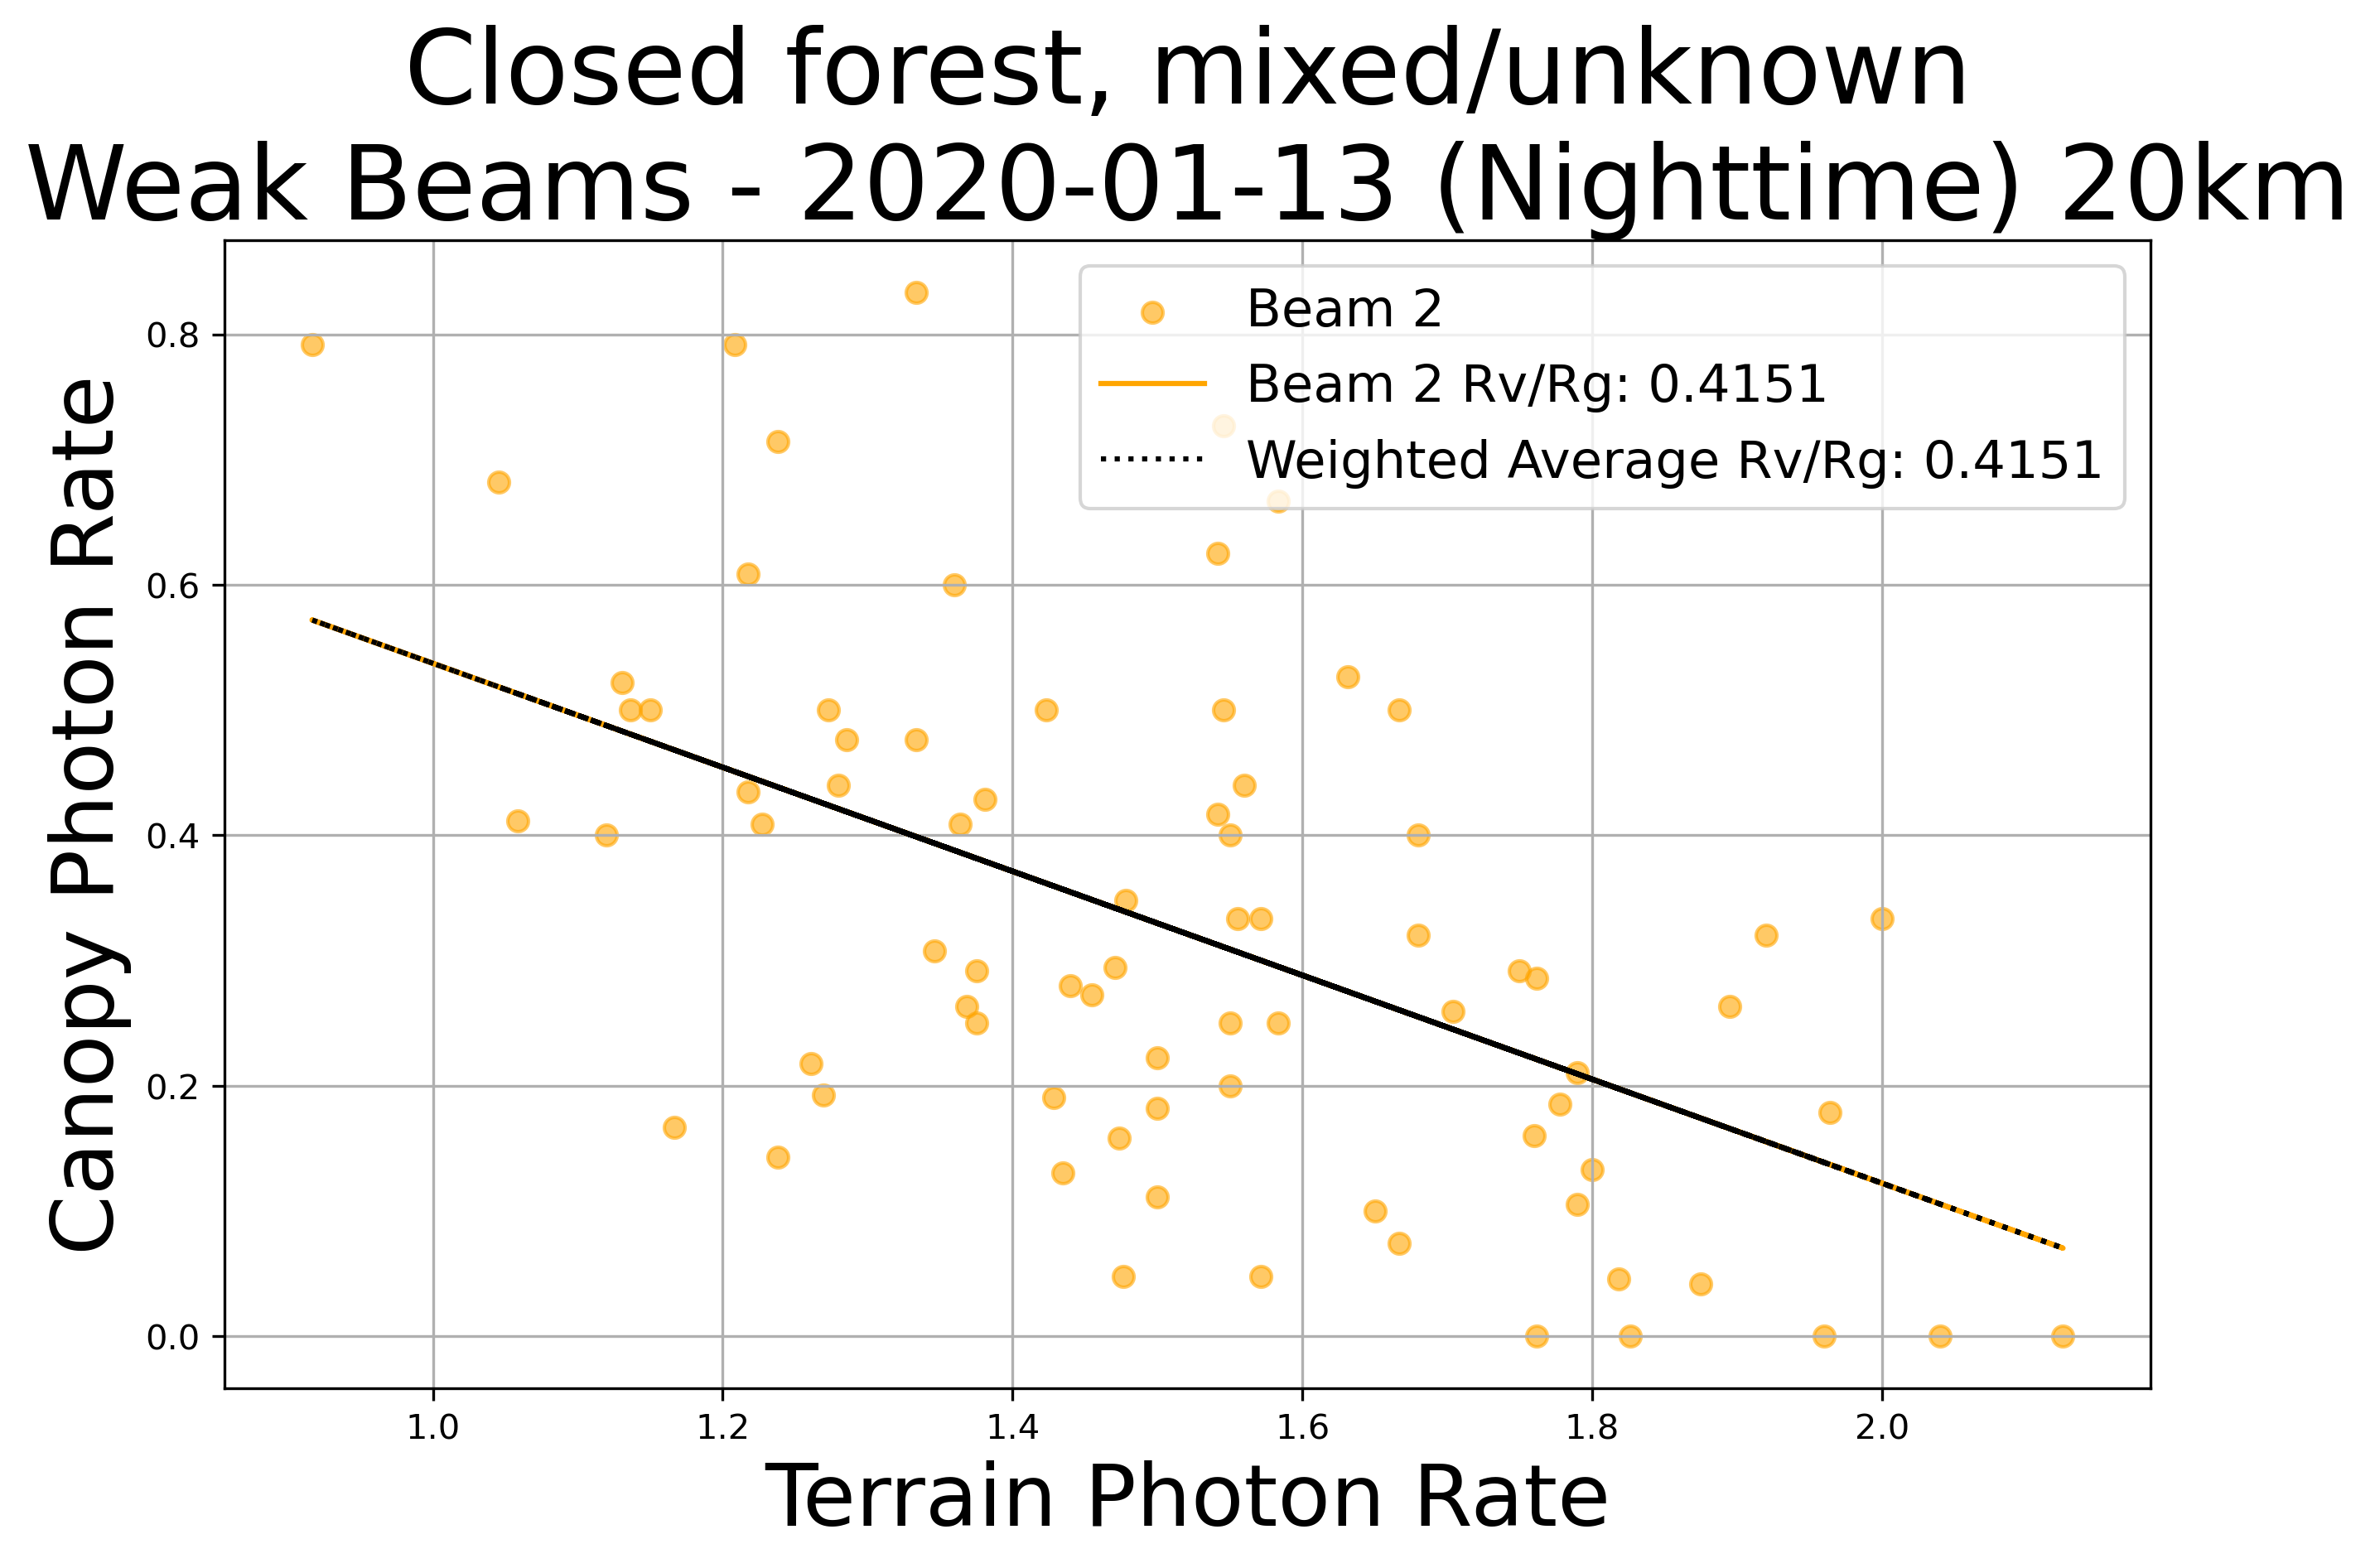 Closed forest, mixed/unknown
Weak Beams - 2020-01-13 (Nighttime) 20km
Beam 2
Beam 2 Rv/Rg: 0.4151
Weighted Average Rv/Rg: 0.4151
Canopy Photon Rate
0.8
0.6
0.4
0.2
0.0
1.0 1.2 1.4 1.6 1.8 2.0
Terrain Photon Rate